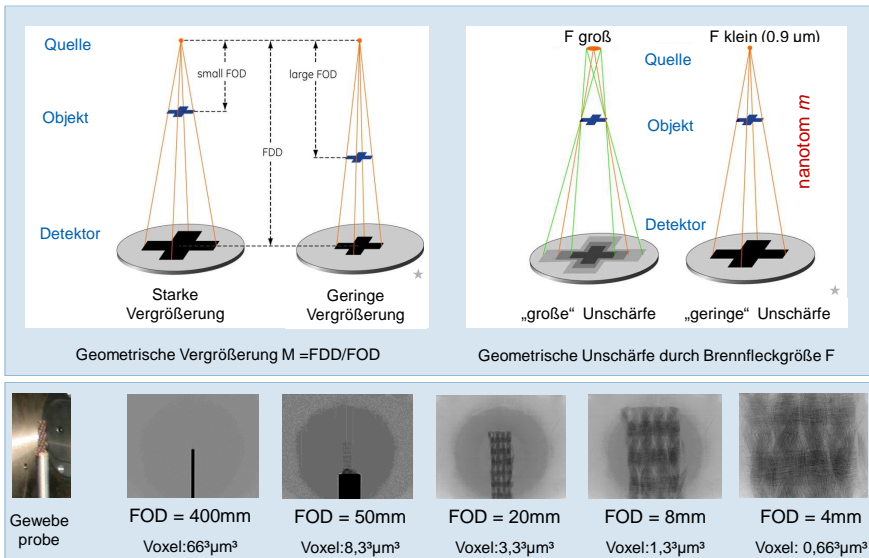 Quelle
small FOD
large FOD
Objekt
FDD
Detektor
Starke
Vergrößerung
Geringe
Vergrößerung
Geometrische Vergrößerung M =FDD/FOD
F groß
F klein (0.9 µm)
Quelle
Objekt
nanotom m
Detektor
„große“ Unschärfe
„geringe“ Unschärfe
Geometrische Unschärfe durch Brennfleckgröße F
Gewebe
probe
FOD = 400mm
Voxel:66³µm³
FOD = 50mm
Voxel:8,3³µm³
FOD = 20mm
Voxel:3,3³µm³
FOD = 8mm
Voxel:1,3³µm³
FOD = 4mm
Voxel: 0,66³µm³